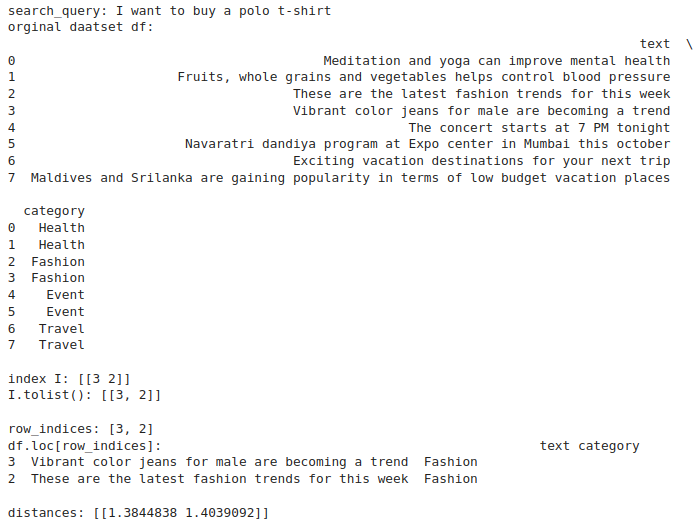 search_query: I want to buy a polo t-shirt
orginal daatset df:
text \
0 Meditation and yoga can improve mental health
1 Fruits, whole grains and vegetables helps control blood pressure
2 These are the latest fashion trends for this week
3 Vibrant color jeans for male are becoming a trend
4 The concert starts at 7 PM tonight
5 Navaratri dandiya program at Expo center in Mumbai this october
6 Exciting vacation destinations for your next trip
7 Maldives and Srilanka are gaining popularity in terms of low budget vacation places
category
0 Health
1 Health
2 Fashion
3 Fashion
4 Event
5 Event
6 Travel
7 Travel
index I: [[3 2]]
I.tolist(): [[3, 2]]
row_indices: [3, 2]
df.loc[row_indices]: text category
3 Vibrant color jeans for male are becoming a trend Fashion
2 These are the latest fashion trends for this week Fashion
distances: [[1.3844838 1.4039092]]